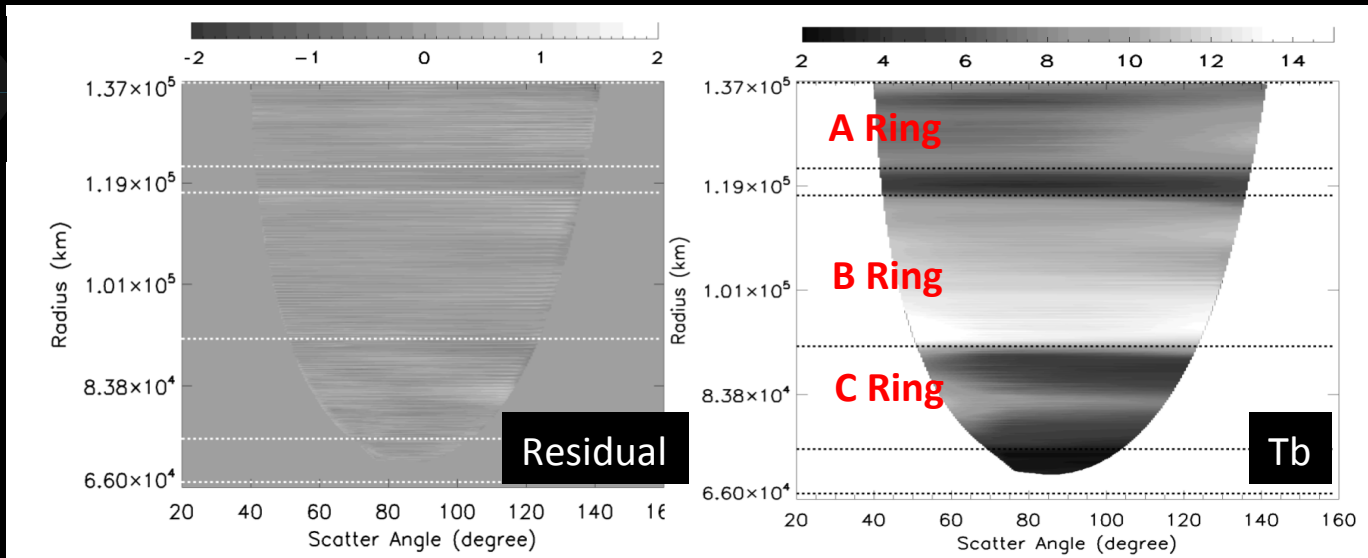 -2 -1 0 1 2
1.37×10⁵
1.19×10⁵
1.01×10⁵
8.38×10⁴
6.60×10⁴
Radius (km)
Residual
20 40 60 80 100 120 140 16
Scatter Angle (degree)
2 4 6 8 10 12 14
1.37×10⁵
A Ring
1.19×10⁵
B Ring
1.01×10⁵
C Ring
8.38×10⁴
6.60×10⁴
Radius (km)
Tb
20 40 60 80 100 120 140 160
Scatter Angle (degree)